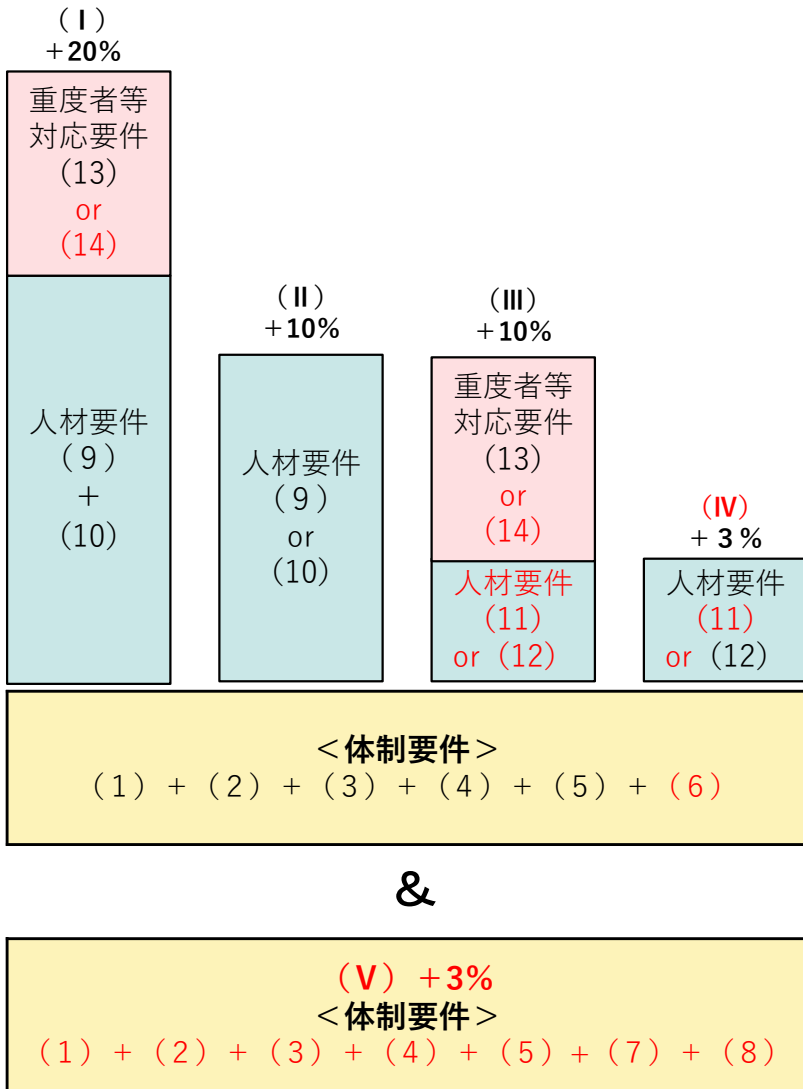 （Ⅰ）
＋20%
重度者等
対応要件
（13）
or
（14）
人材要件
（９）
＋
（10）
（Ⅱ）
＋10%
人材要件
（９）
or
（10）
（Ⅲ）
＋10%
重度者等
対応要件
（13）
or
（14）
人材要件
（11）
or（12）
（Ⅳ）
＋３%
人材要件
（11）
or（12）
＜体制要件＞
（１）＋（２）＋（３）＋（４）＋（５）＋（６）
＆
（Ⅴ）＋3%
＜体制要件＞
（１）＋（２）＋（３）＋（４）＋（５）＋（７）＋（８）